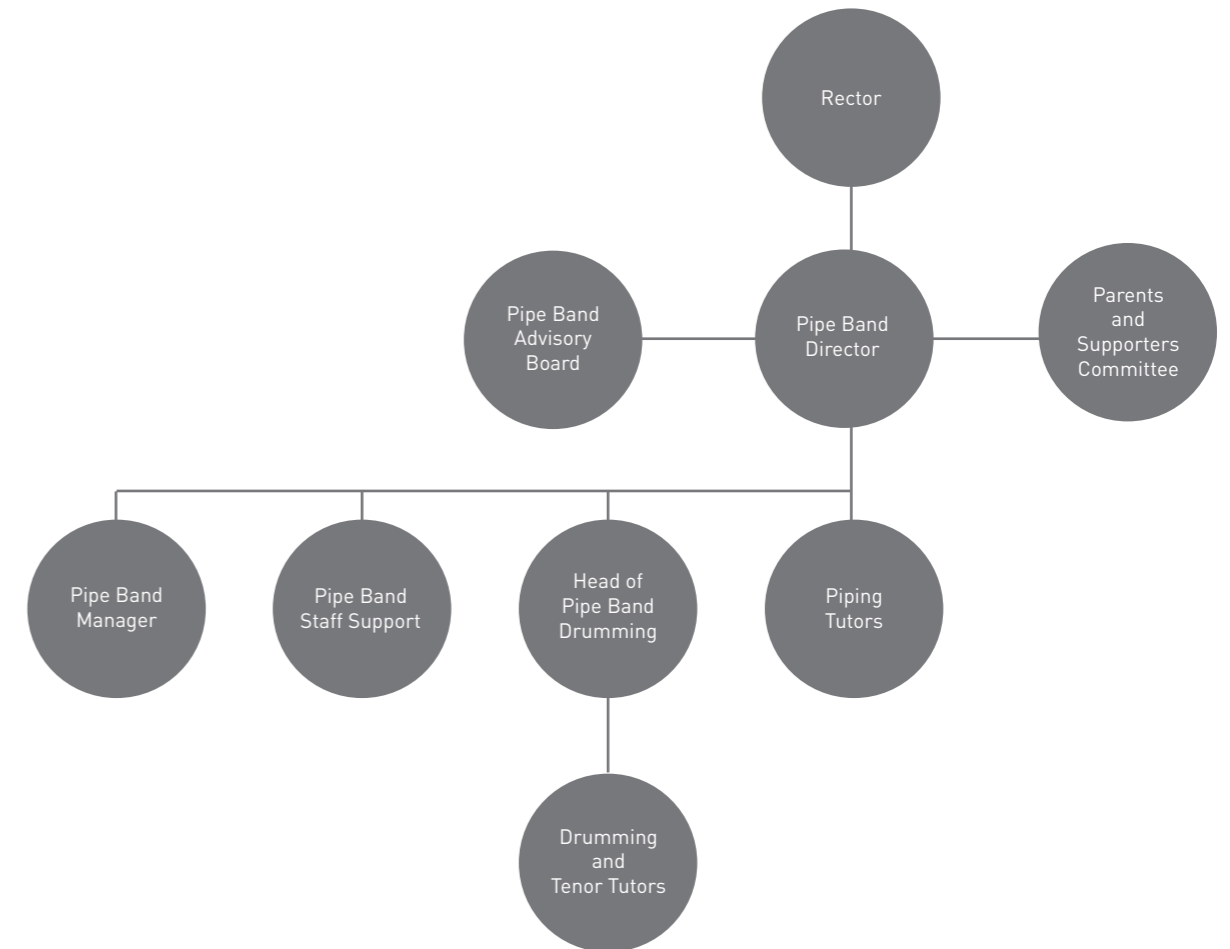 Rector
Pipe Band
Advisory
Board
Pipe Band
Director
Parents
and
Supporters
Committee
Pipe Band
Manager
Pipe Band
Staff Support
Head of
Pipe Band
Drumming
Piping
Tutors
Drumming
and
Tenor Tutors